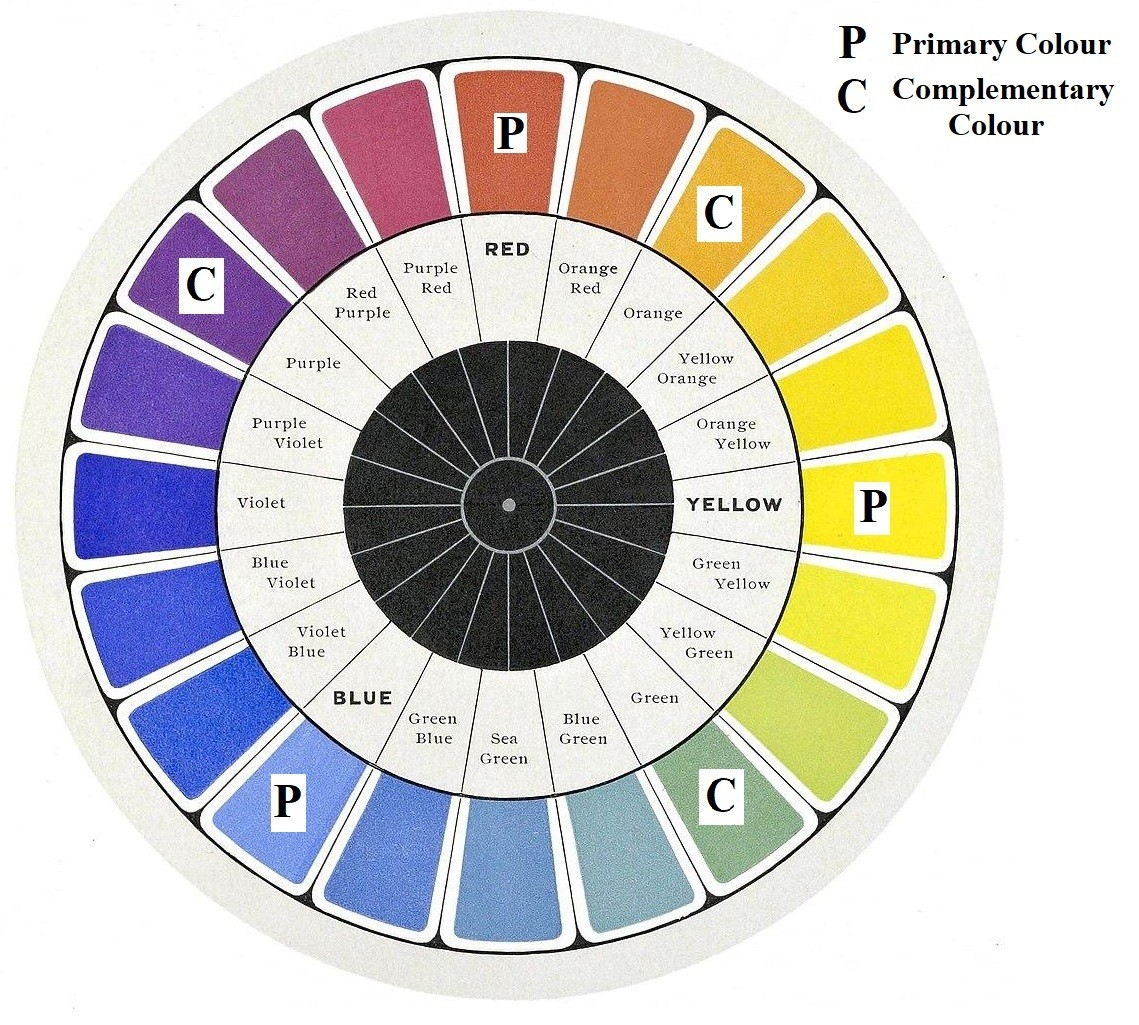 P Primary Colour
C Complementary
Colour
P
C
C
P
P
C
RED
Orange
Red
Orange
Yellow
Orange
Orange
Yellow
YELLOW
Green
Yellow
Yellow
Green
Green
Blue
Green
Sea
Green
Green
Blue
BLUE
Violet
Blue
Blue
Violet
Violet
Purple
Violet
Purple
Red
Purple
Purple
Red